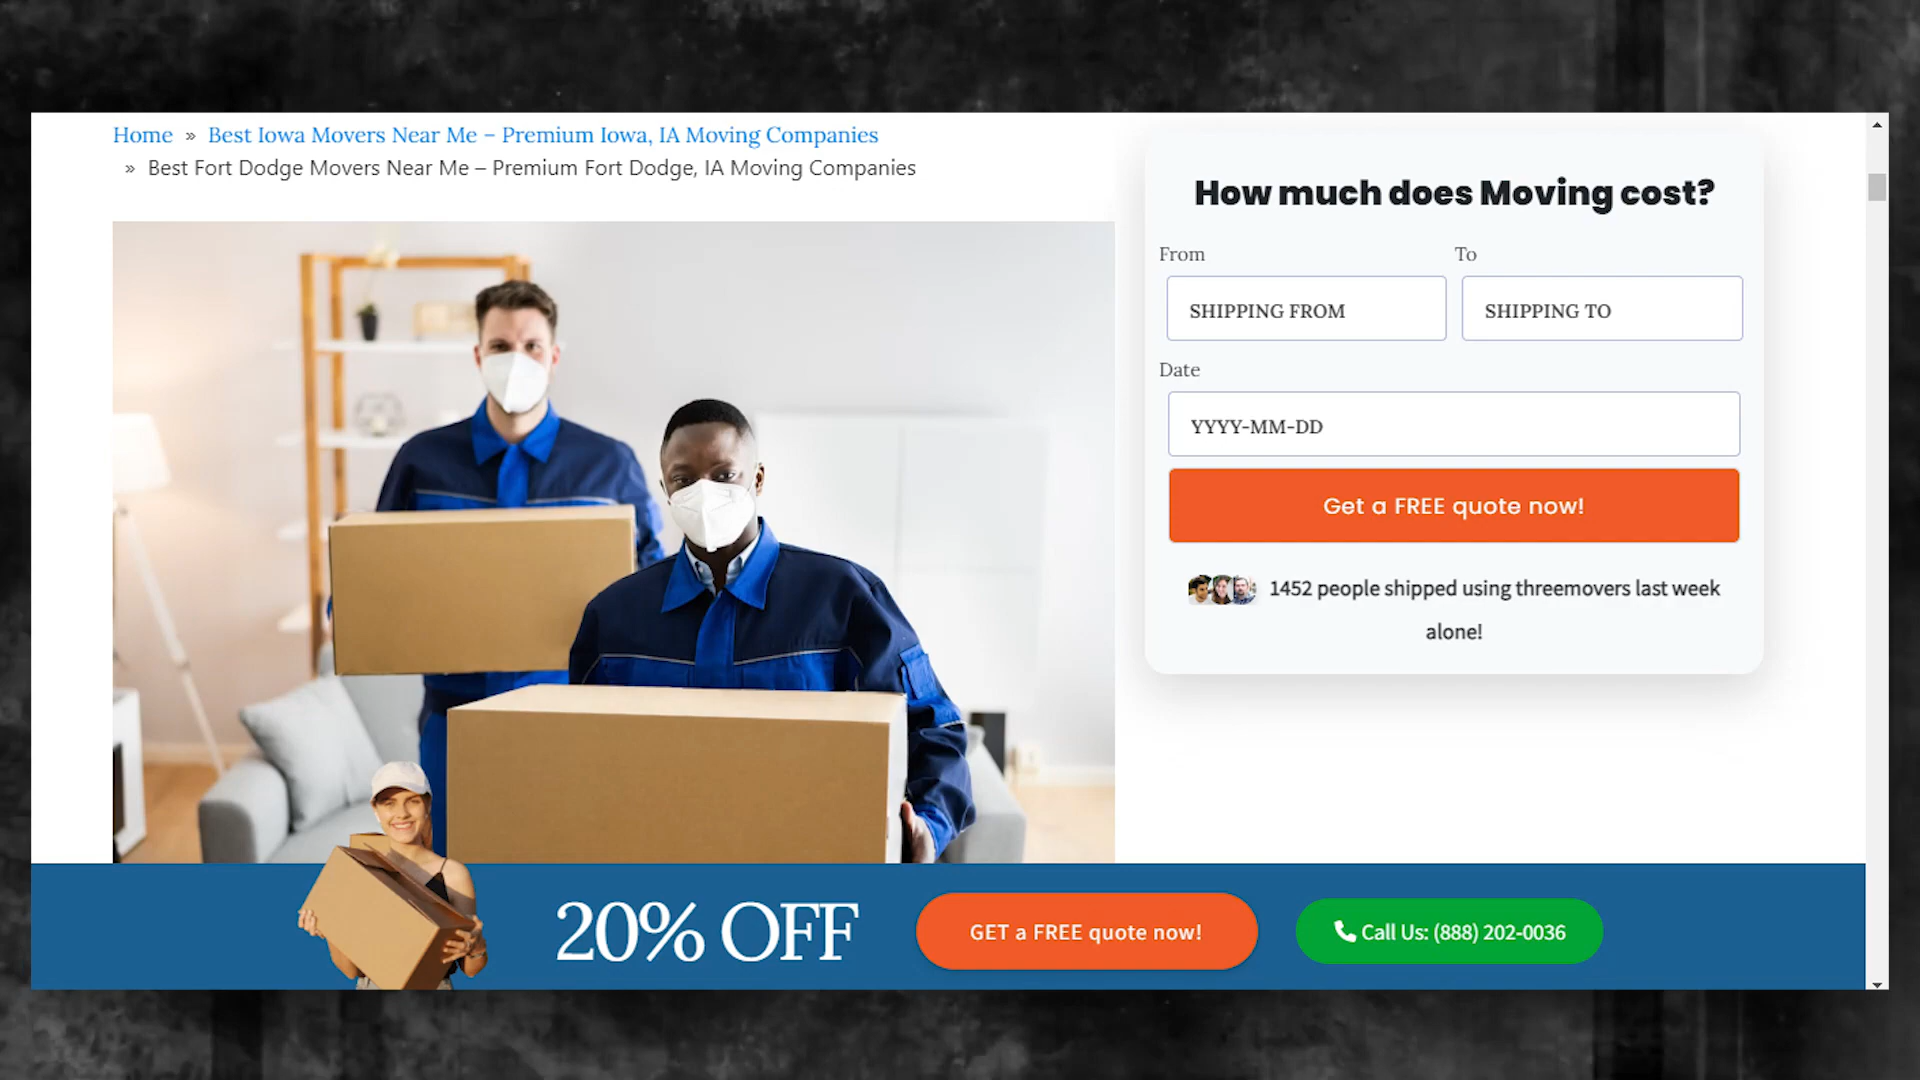 Home » Best Iowa Movers Near Me – Premium Iowa, IA Moving Companies
» Best Fort Dodge Movers Near Me – Premium Fort Dodge, IA Moving Companies
How much does Moving cost?
From To
SHIPPING FROM SHIPPING TO
Date
YYYY-MM-DD
Get a FREE quote now!
1452 people shipped using threemovers last week
alone!
20% OFF
GET a FREE quote now!
Call Us: (888) 202-0036